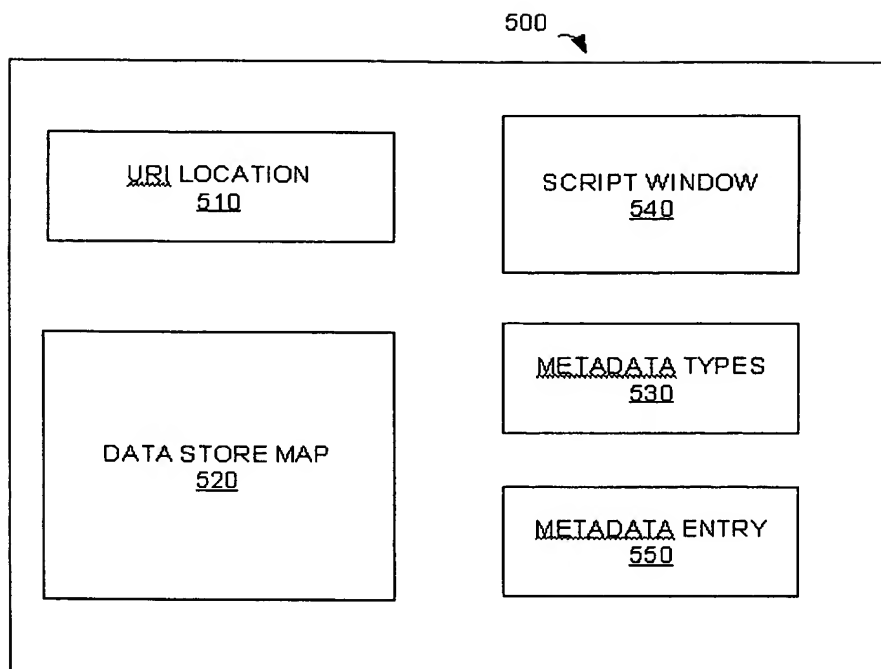 500
URI LOCATION
510
SCRIPT WINDOW
540
DATA STORE MAP
520
METADATA TYPES
530
METADATA ENTRY
550